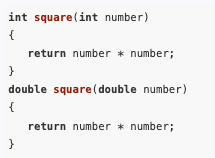 int square(int number)
{
   return number * number;
}
double square(double number)
{
   return number * number;
}